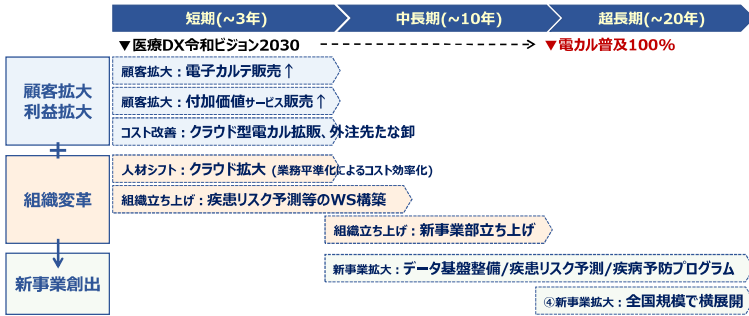 短期(~3年) 中長期(~10年) 超長期(~20年)
▼医療DX令和ビジョン2030 ▼電カル普及100%
顧客拡大
利益拡大
顧客拡大：電子カルテ販売↑
顧客拡大：付加価値サービス販売↑
コスト改善：クラウド型電カル拡販、外注先たな卸
+
組織変革
人材シフト：クラウド拡大 (業務平準化によるコスト効率化)
組織立ち上げ：疾患リスク予測等のWS構築
組織立ち上げ：新事業部立ち上げ
新事業創出
新事業拡大：データ基盤整備/疾患リスク予測/疾病予防プログラム
④新事業拡大：全国規模で横展開